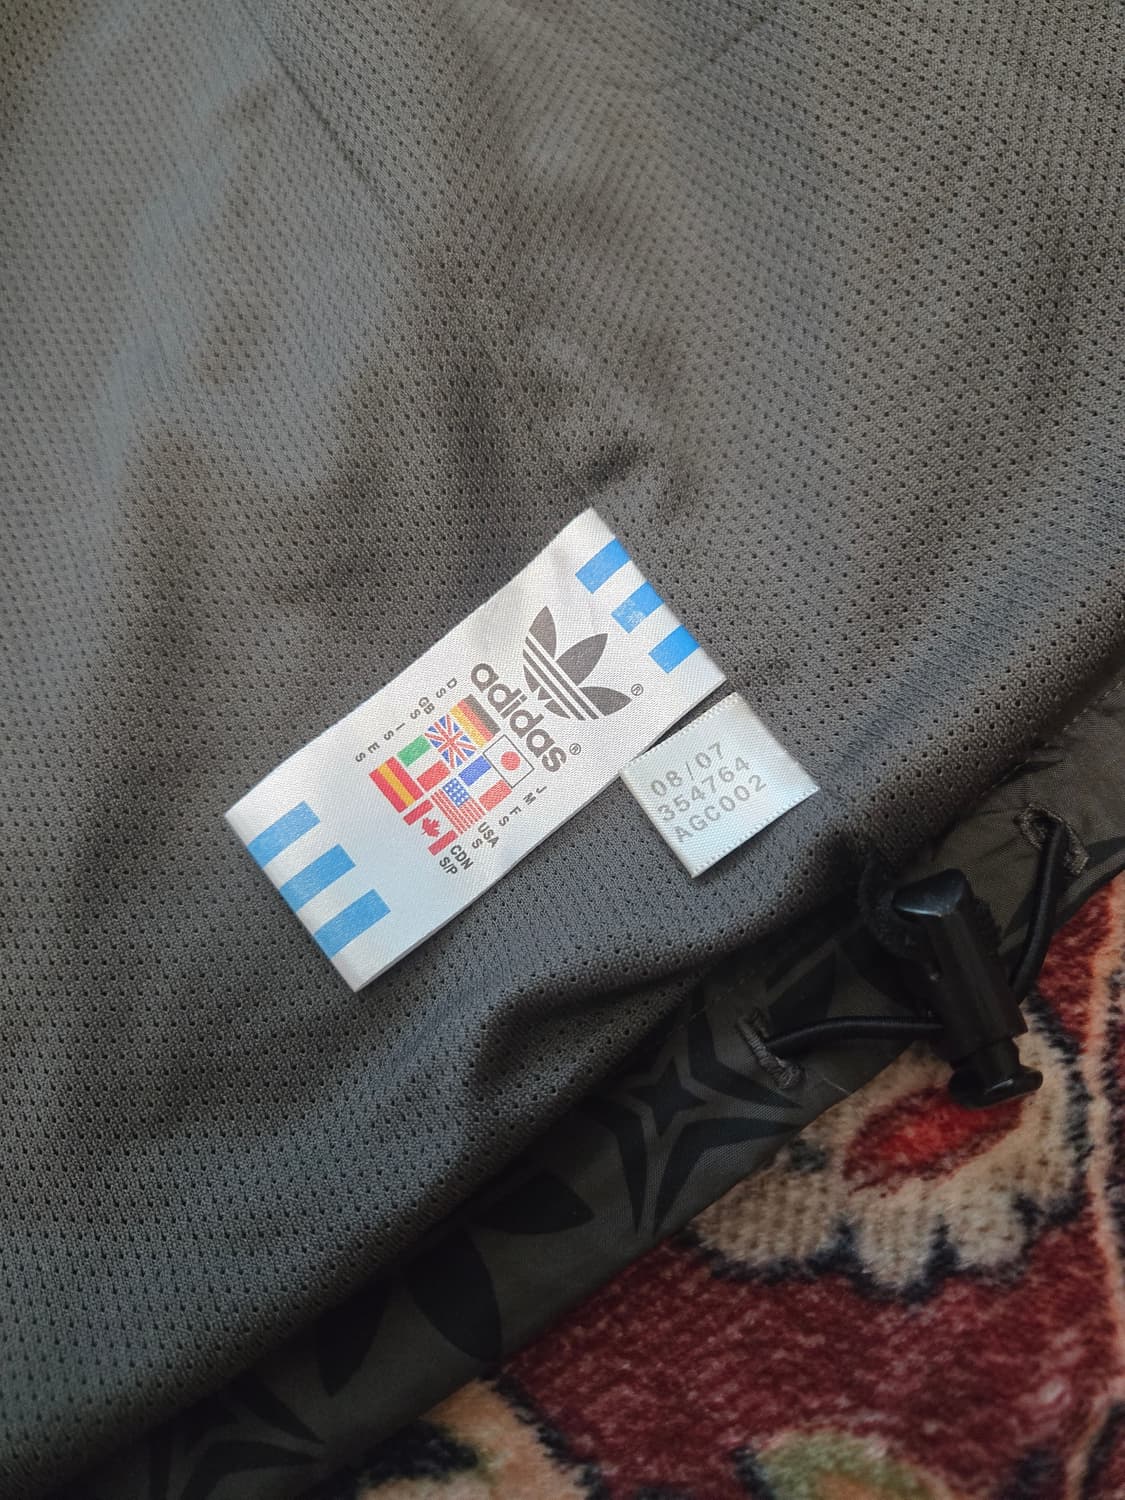 ®
adidas®
D J
S M
GB F
S S
I USA
S S
E CDN
S S/P
08/07
354764
AGC002